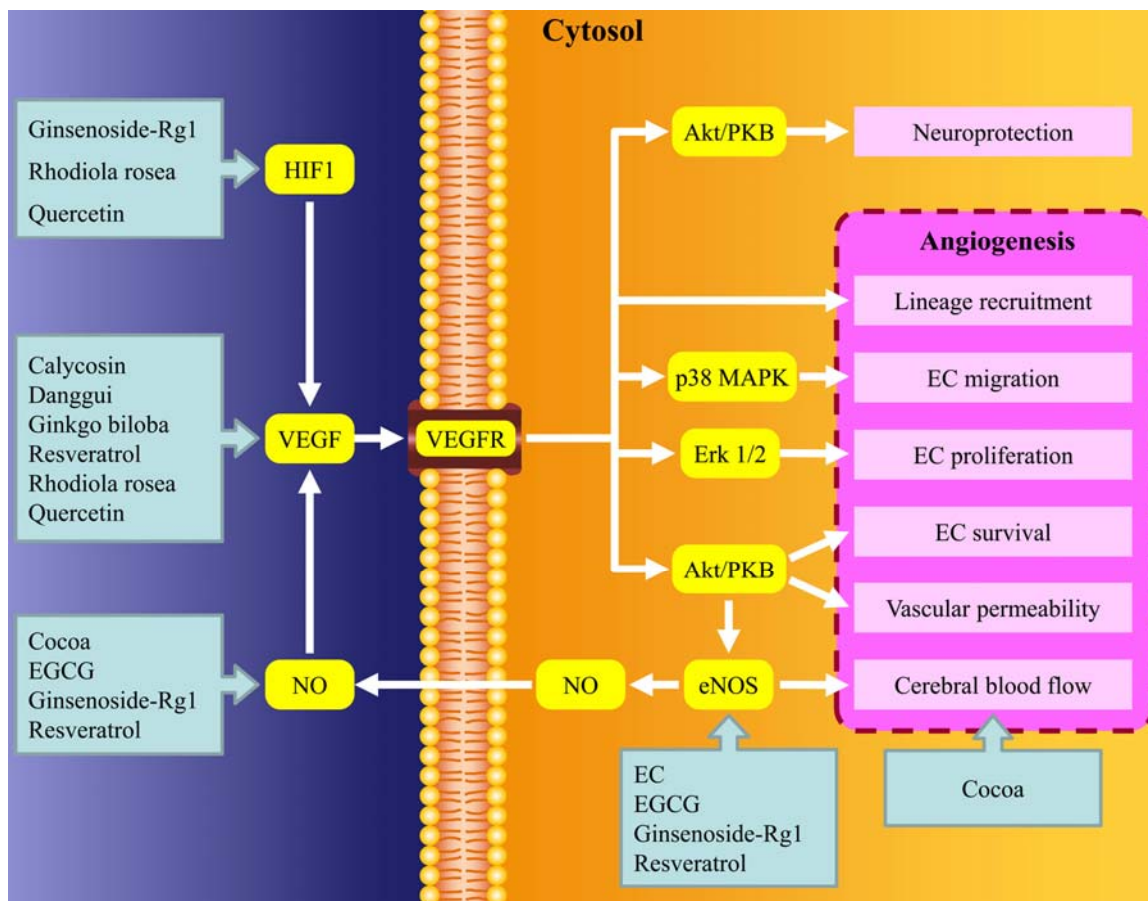 Cytosol
Ginsenoside-Rg1
Rhodiola rosea
Quercetin
HIF1
Akt/PKB
Neuroprotection
Angiogenesis
Lineage recruitment
Calycosin
Danggui
Ginkgo biloba
Resveratrol
Rhodiola rosea
Quercetin
VEGF
VEGFR
p38 MAPK
EC migration
Erk 1/2
EC proliferation
Akt/PKB
EC survival
Vascular permeability
Cocoa
EGCG
Ginsenoside-Rg1
Resveratrol
NO
NO
eNOS
Cerebral blood flow
EC
EGCG
Ginsenoside-Rg1
Resveratrol
Cocoa